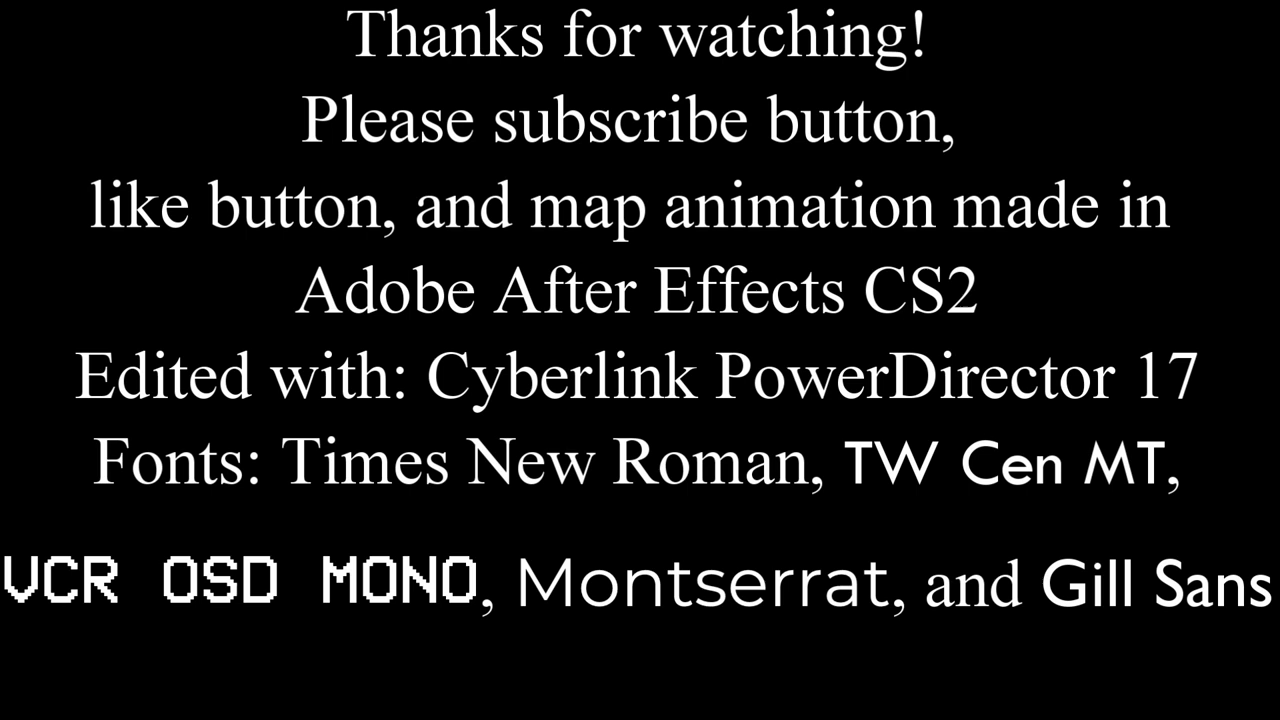 Thanks for watching!
Please subscribe button,
like button, and map animation made in
Adobe After Effects CS2
Edited with: Cyberlink PowerDirector 17
Fonts: Times New Roman, TW Cen MT,
VCR OSD MONO, Montserrat, and Gill Sans